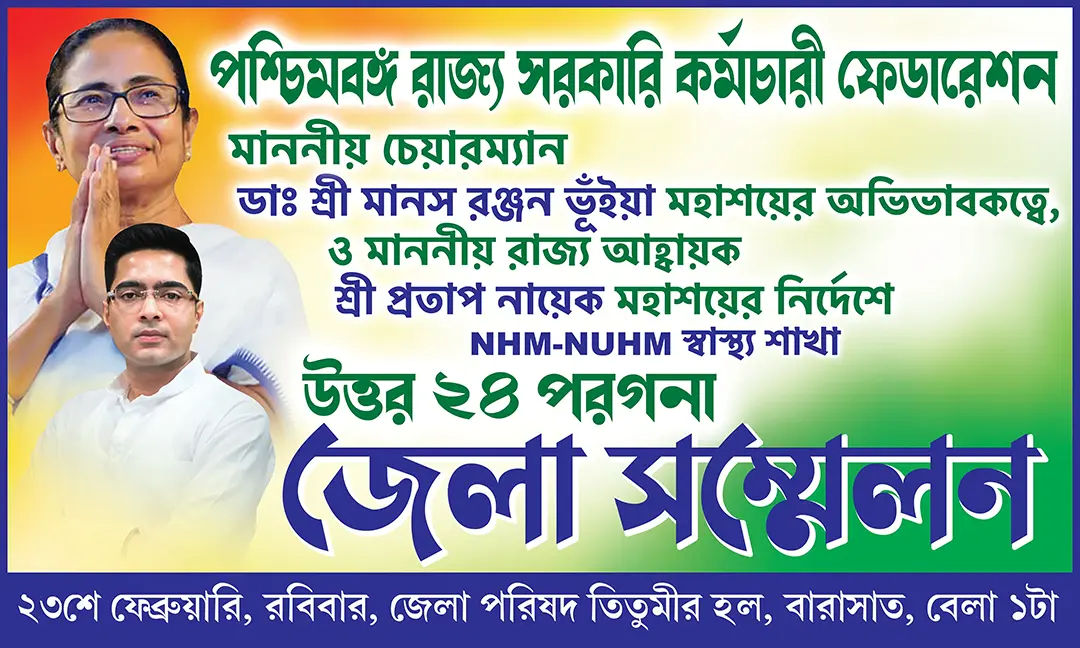 পশ্চিমবঙ্গ রাজ্য সরকারি কর্মচারী ফেডারেশন
মাননীয় চেয়ারম্যান
ডাঃ শ্রী মানস রঞ্জন ভূঁইয়া মহাশয়ের অভিভাবকত্বে,
ও মাননীয় রাজ্য আহ্বায়ক
শ্রী প্রতাপ নায়েক মহাশয়ের নির্দেশে
NHM-NUHM স্বাস্থ্য শাখা
উত্তর ২৪ পরগনা
জেলা সম্মেলন
২৩শে ফেব্রুয়ারি, রবিবার, জেলা পরিষদ তিতুমীর হল, বারাসাত, বেলা ১টা